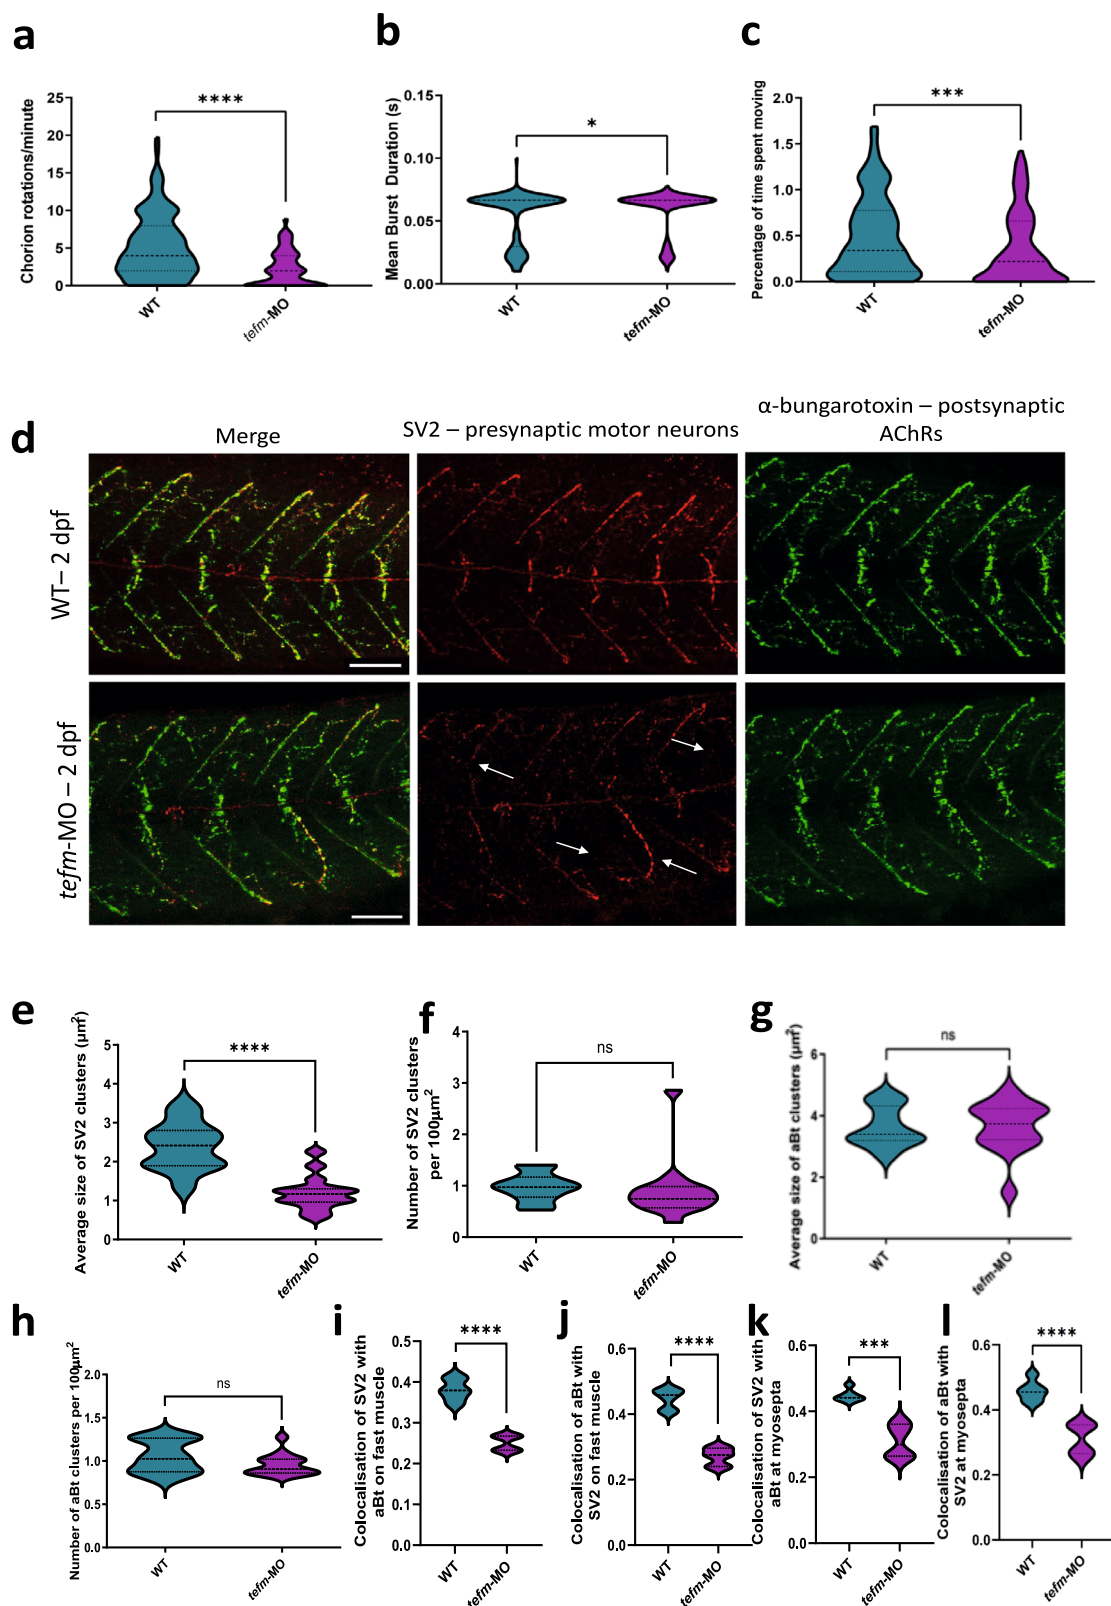 a
Chorion rotations/minute
25
20
15
10
5
0
****
WT
tefm-MO
b
Mean Burst Duration (s)
0.15
0.10
0.05
0.00
*
WT
tefm-MO
c
Percentage of time spent moving
2.0
1.5
1.0
0.5
0.0
***
WT
tefm-MO
d
Merge
SV2 – presynaptic motor neurons
α-bungarotoxin – postsynaptic
AChRs
WT– 2 dpf
tefm-MO – 2 dpf
e
Average size of SV2 clusters (µm²)
5
4
3
2
1
0
****
WT
tefm-MO
f
Number of SV2 clusters
per 100µm²
4
3
2
1
0
ns
WT
tefm-MO
g
Average size of aBt clusters (µm²)
6
4
2
0
ns
WT
tefm-MO
h
Number of aBt clusters per 100µm²
2.0
1.5
1.0
0.5
0.0
ns
WT
tefm-MO
i
Colocalisation of SV2 with
aBt on fast muscle
0.5
0.4
0.3
0.2
0.1
0.0
****
WT
tefm-MO
j
Colocalisation of aBt with
SV2 on fast muscle
0.6
0.4
0.2
0.0
****
WT
tefm-MO
k
Colocalisation of SV2 with
aBt at myosepta
0.6
0.4
0.2
0.0
***
WT
tefm-MO
l
Colocalisation of aBt with
SV2 at myosepta
0.6
0.4
0.2
0.0
****
WT
tefm-MO